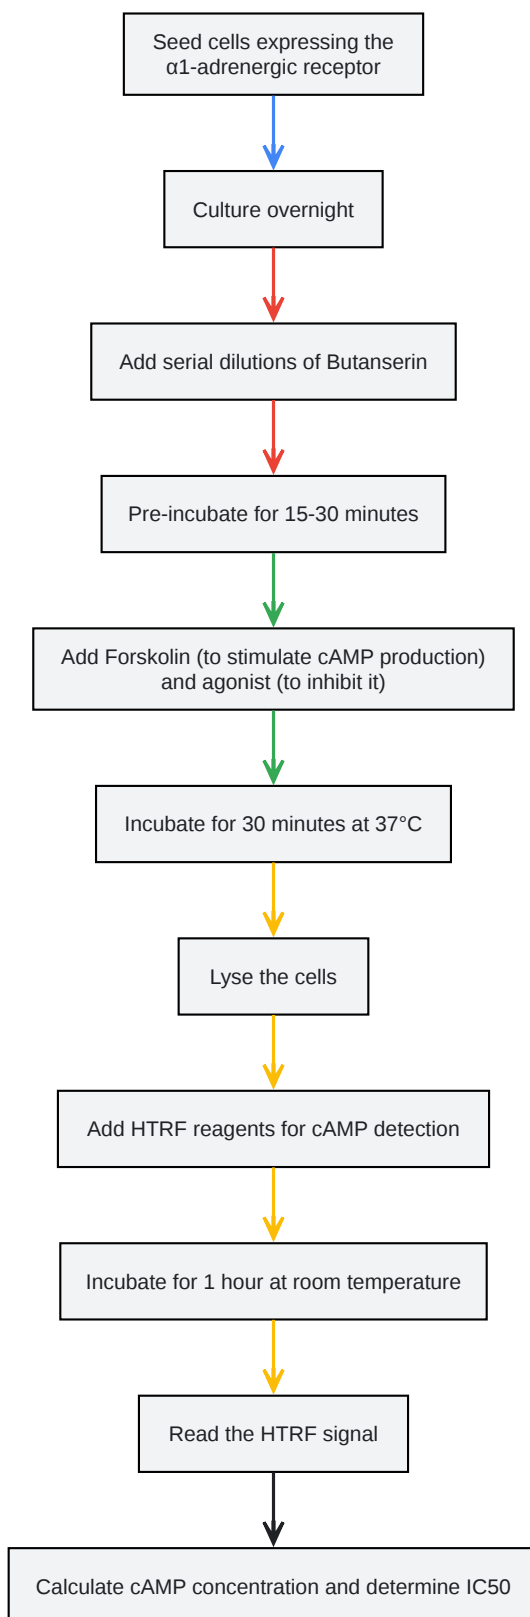 Seed cells expressing the
α1-adrenergic receptor
Culture overnight
Add serial dilutions of Butanserin
Pre-incubate for 15-30 minutes
Add Forskolin (to stimulate cAMP production)
and agonist (to inhibit it)
Incubate for 30 minutes at 37°C
Lyse the cells
Add HTRF reagents for cAMP detection
Incubate for 1 hour at room temperature
Read the HTRF signal
Calculate cAMP concentration and determine IC50